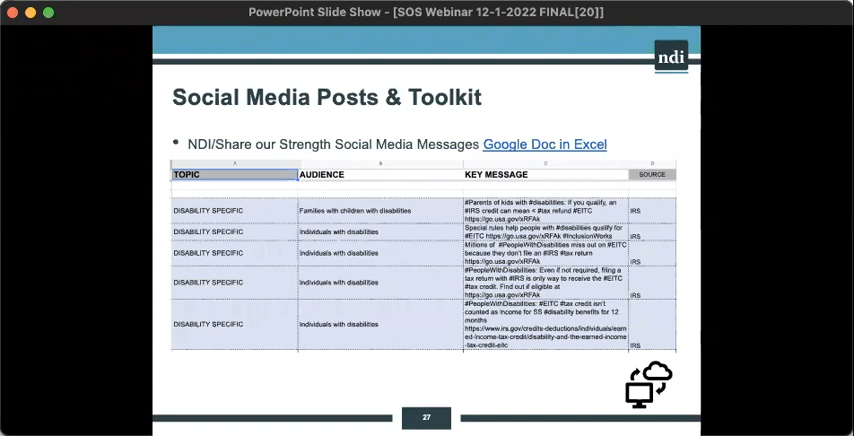 PowerPoint Slide Show - [SOS Webinar 12-1-2022 FINAL[20]]
ndi
Social Media Posts & Toolkit
• NDI/Share our Strength Social Media Messages Google Doc in Excel
A B C D
TOPIC AUDIENCE KEY MESSAGE SOURCE
DISABILITY SPECIFIC Families with children with disabilities
#Parents of kids with #disabilities: If you qualify, an
#IRS credit can mean < #tax refund #EITC
https://go.usa.gov/xRFAk IRS
DISABILITY SPECIFIC Individuals with disabilities
Special rules help people with #disabilities qualify for
#EITC https://go.usa.gov/xRFAk #InclusionWorks IRS
DISABILITY SPECIFIC Individuals with disabilities
Millions of #PeopleWithDisabilities miss out on #EITC
because they don't file an #IRS #tax return
https://go.usa.gov/xRFAk IRS
DISABILITY SPECIFIC Individuals with disabilities
#PeopleWithDisabilities: Even if not required, filing a
tax return with #IRS is only way to receive the #EITC
#tax credit. Find out if eligible at
https://go.usa.gov/xRFAk IRS
DISABILITY SPECIFIC Individuals with disabilities
#PeopleWithDisabilities: #EITC #tax credit isn't
counted as income for SS #disability benefits for 12
months
https://www.irs.gov/credits-deductions/individuals/earn
ed-income-tax-credit/disability-and-the-earned-income
-tax-credit-eitc IRS
27